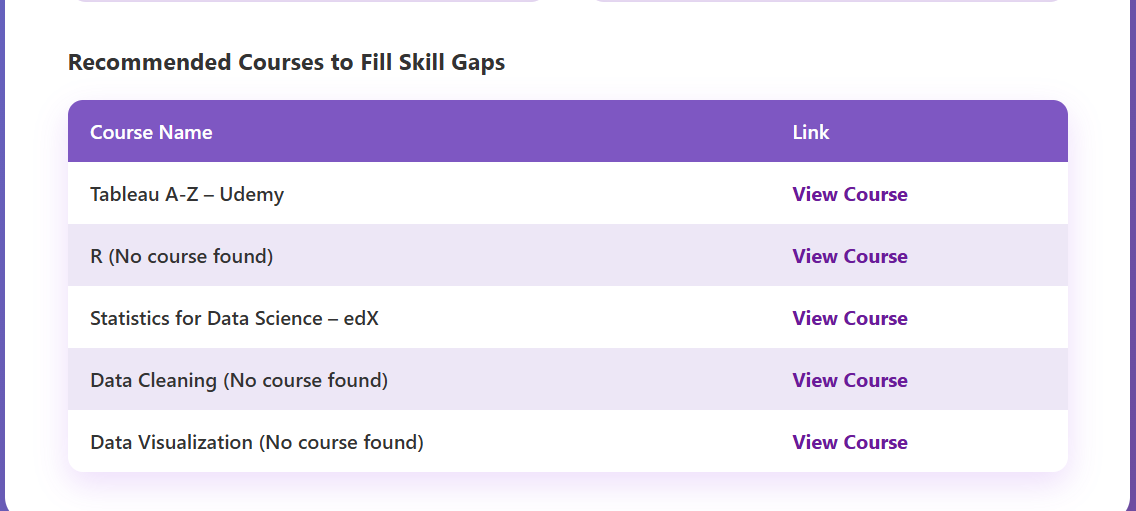 Recommended Courses to Fill Skill Gaps
Course Name Link
Tableau A-Z – Udemy View Course
R (No course found) View Course
Statistics for Data Science – edX View Course
Data Cleaning (No course found) View Course
Data Visualization (No course found) View Course